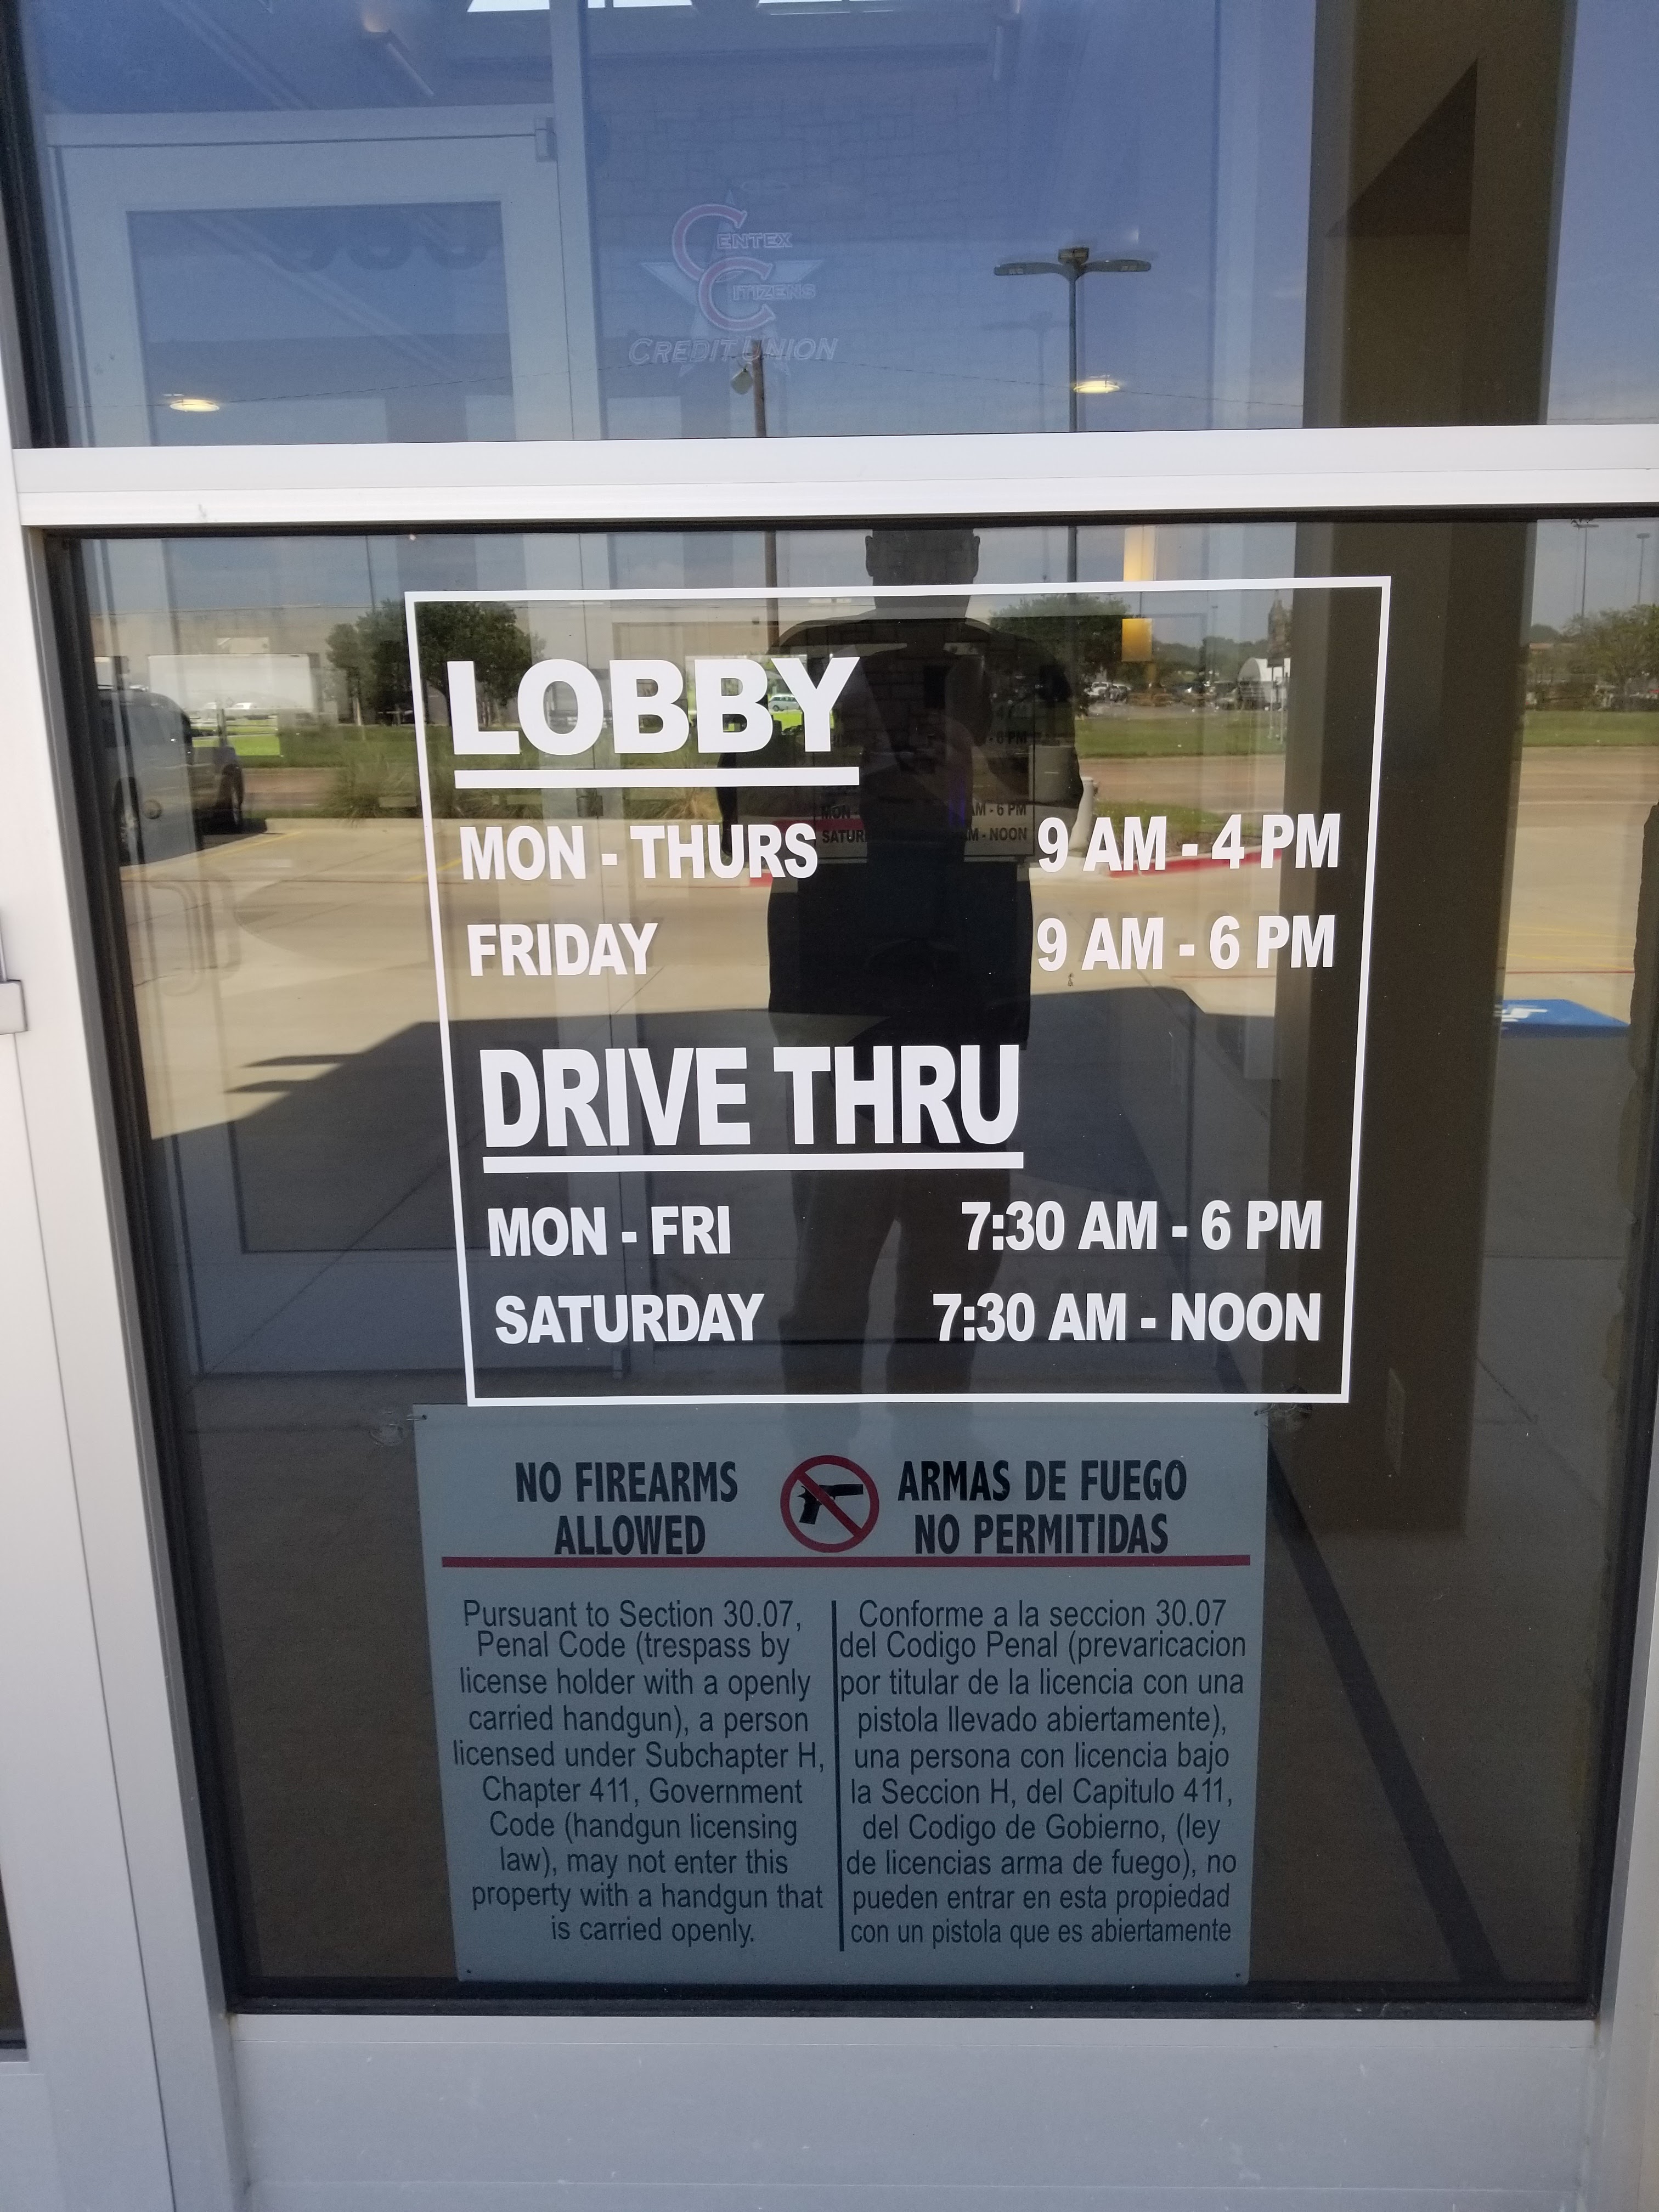 CENTEX
CITIZENS
CREDIT UNION
LOBBY
MON - THURS 9 AM - 4 PM
FRIDAY 9 AM - 6 PM
DRIVE THRU
MON - FRI 7:30 AM - 6 PM
SATURDAY 7:30 AM - NOON
NO FIREARMS
ALLOWED
ARMAS DE FUEGO
NO PERMITIDAS
Pursuant to Section 30.07,
Penal Code (trespass by
license holder with a openly
carried handgun), a person
licensed under Subchapter H,
Chapter 411, Government
Code (handgun licensing
law), may not enter this
property with a handgun that
is carried openly.
Conforme a la seccion 30.07
del Codigo Penal (prevaricacion
por titular de la licencia con una
pistola llevado abiertamente),
una persona con licencia bajo
la Seccion H, del Capitulo 411,
del Codigo de Gobierno, (ley
de licencias arma de fuego), no
pueden entrar en esta propiedad
con un pistola que es abiertamente